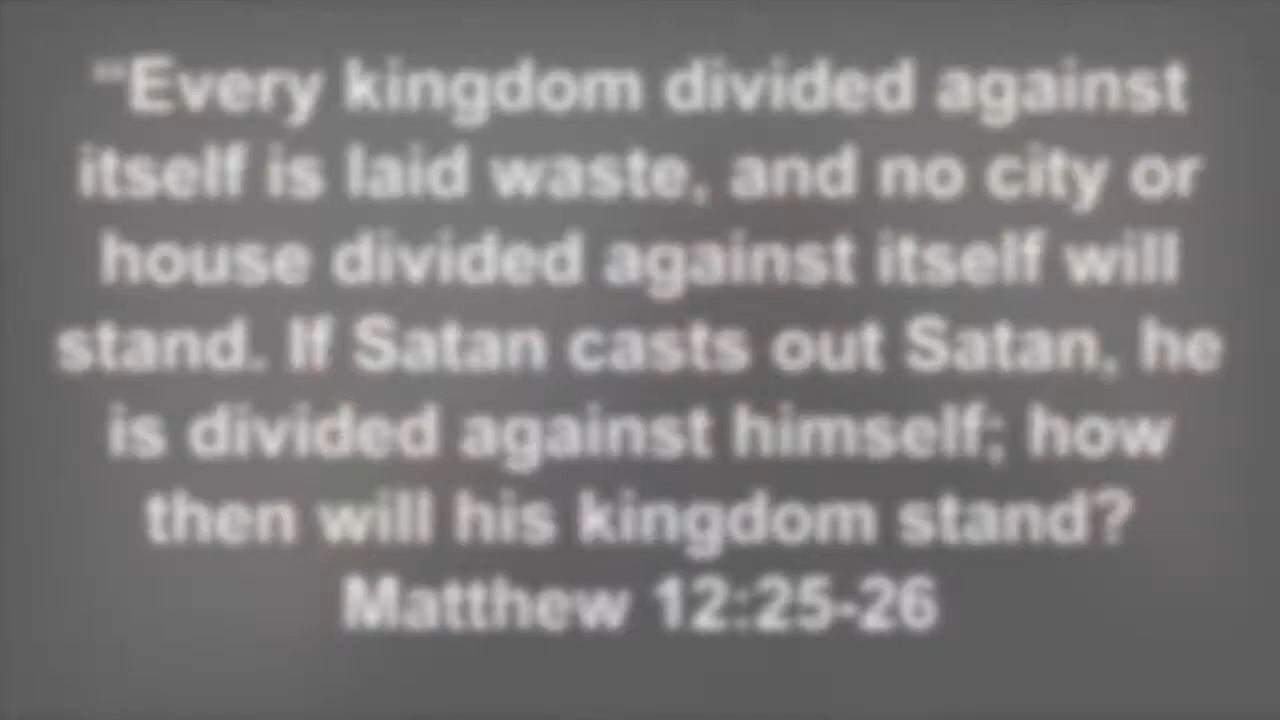 “Every kingdom divided against
itself is laid waste, and no city or
house divided against itself will
stand. If Satan casts out Satan, he
is divided against himself; how
then will his kingdom stand?
Matthew 12:25-26